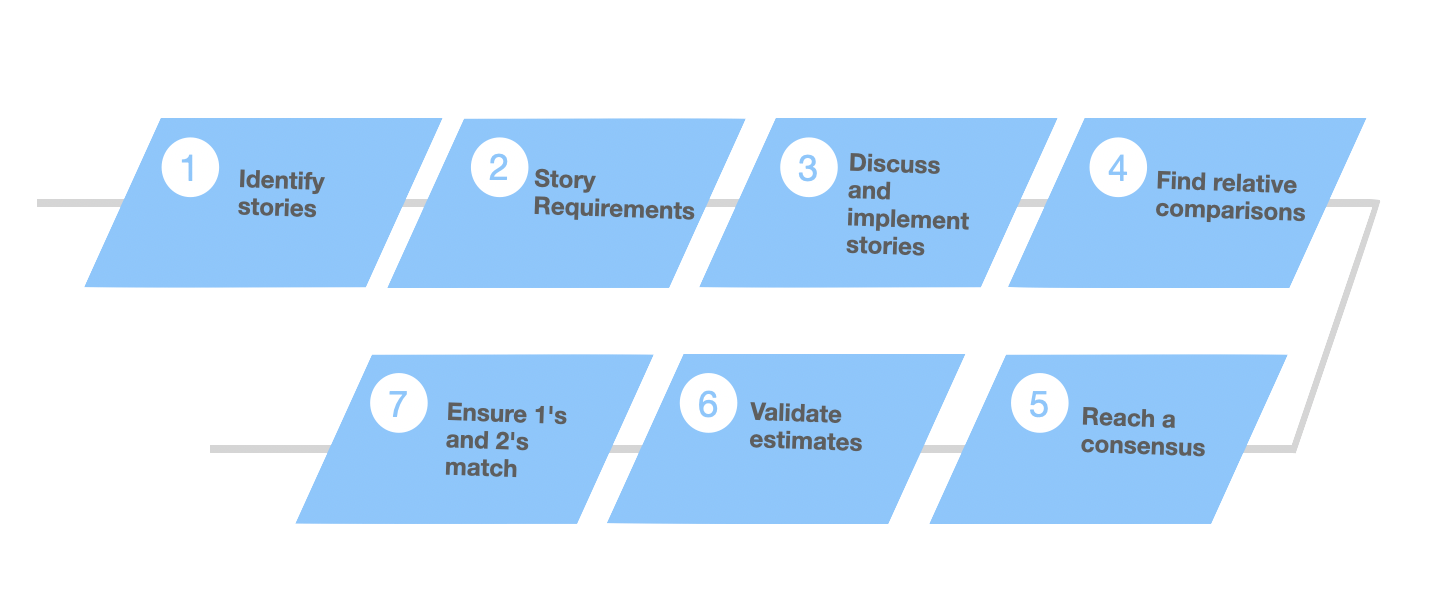 1
Identify
stories
2
Story
Requirements
3
Discuss
and
implement
stories
4
Find relative
comparisons
5
Reach a
consensus
6
Validate
estimates
7
Ensure 1's
and 2's
match